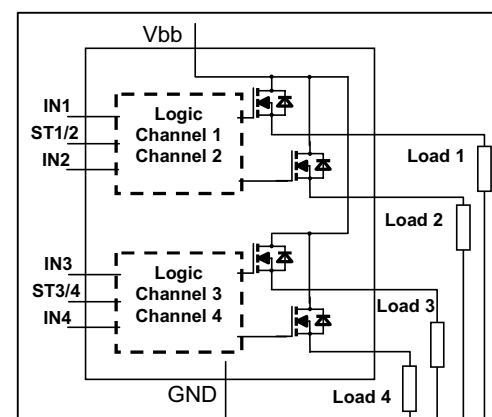 Vbb
IN1
ST1/2
IN2
Logic
Channel 1
Channel 2
Load 1
Load 2
IN3
ST3/4
IN4
Logic
Channel 3
Channel 4
Load 3
GND
Load 4